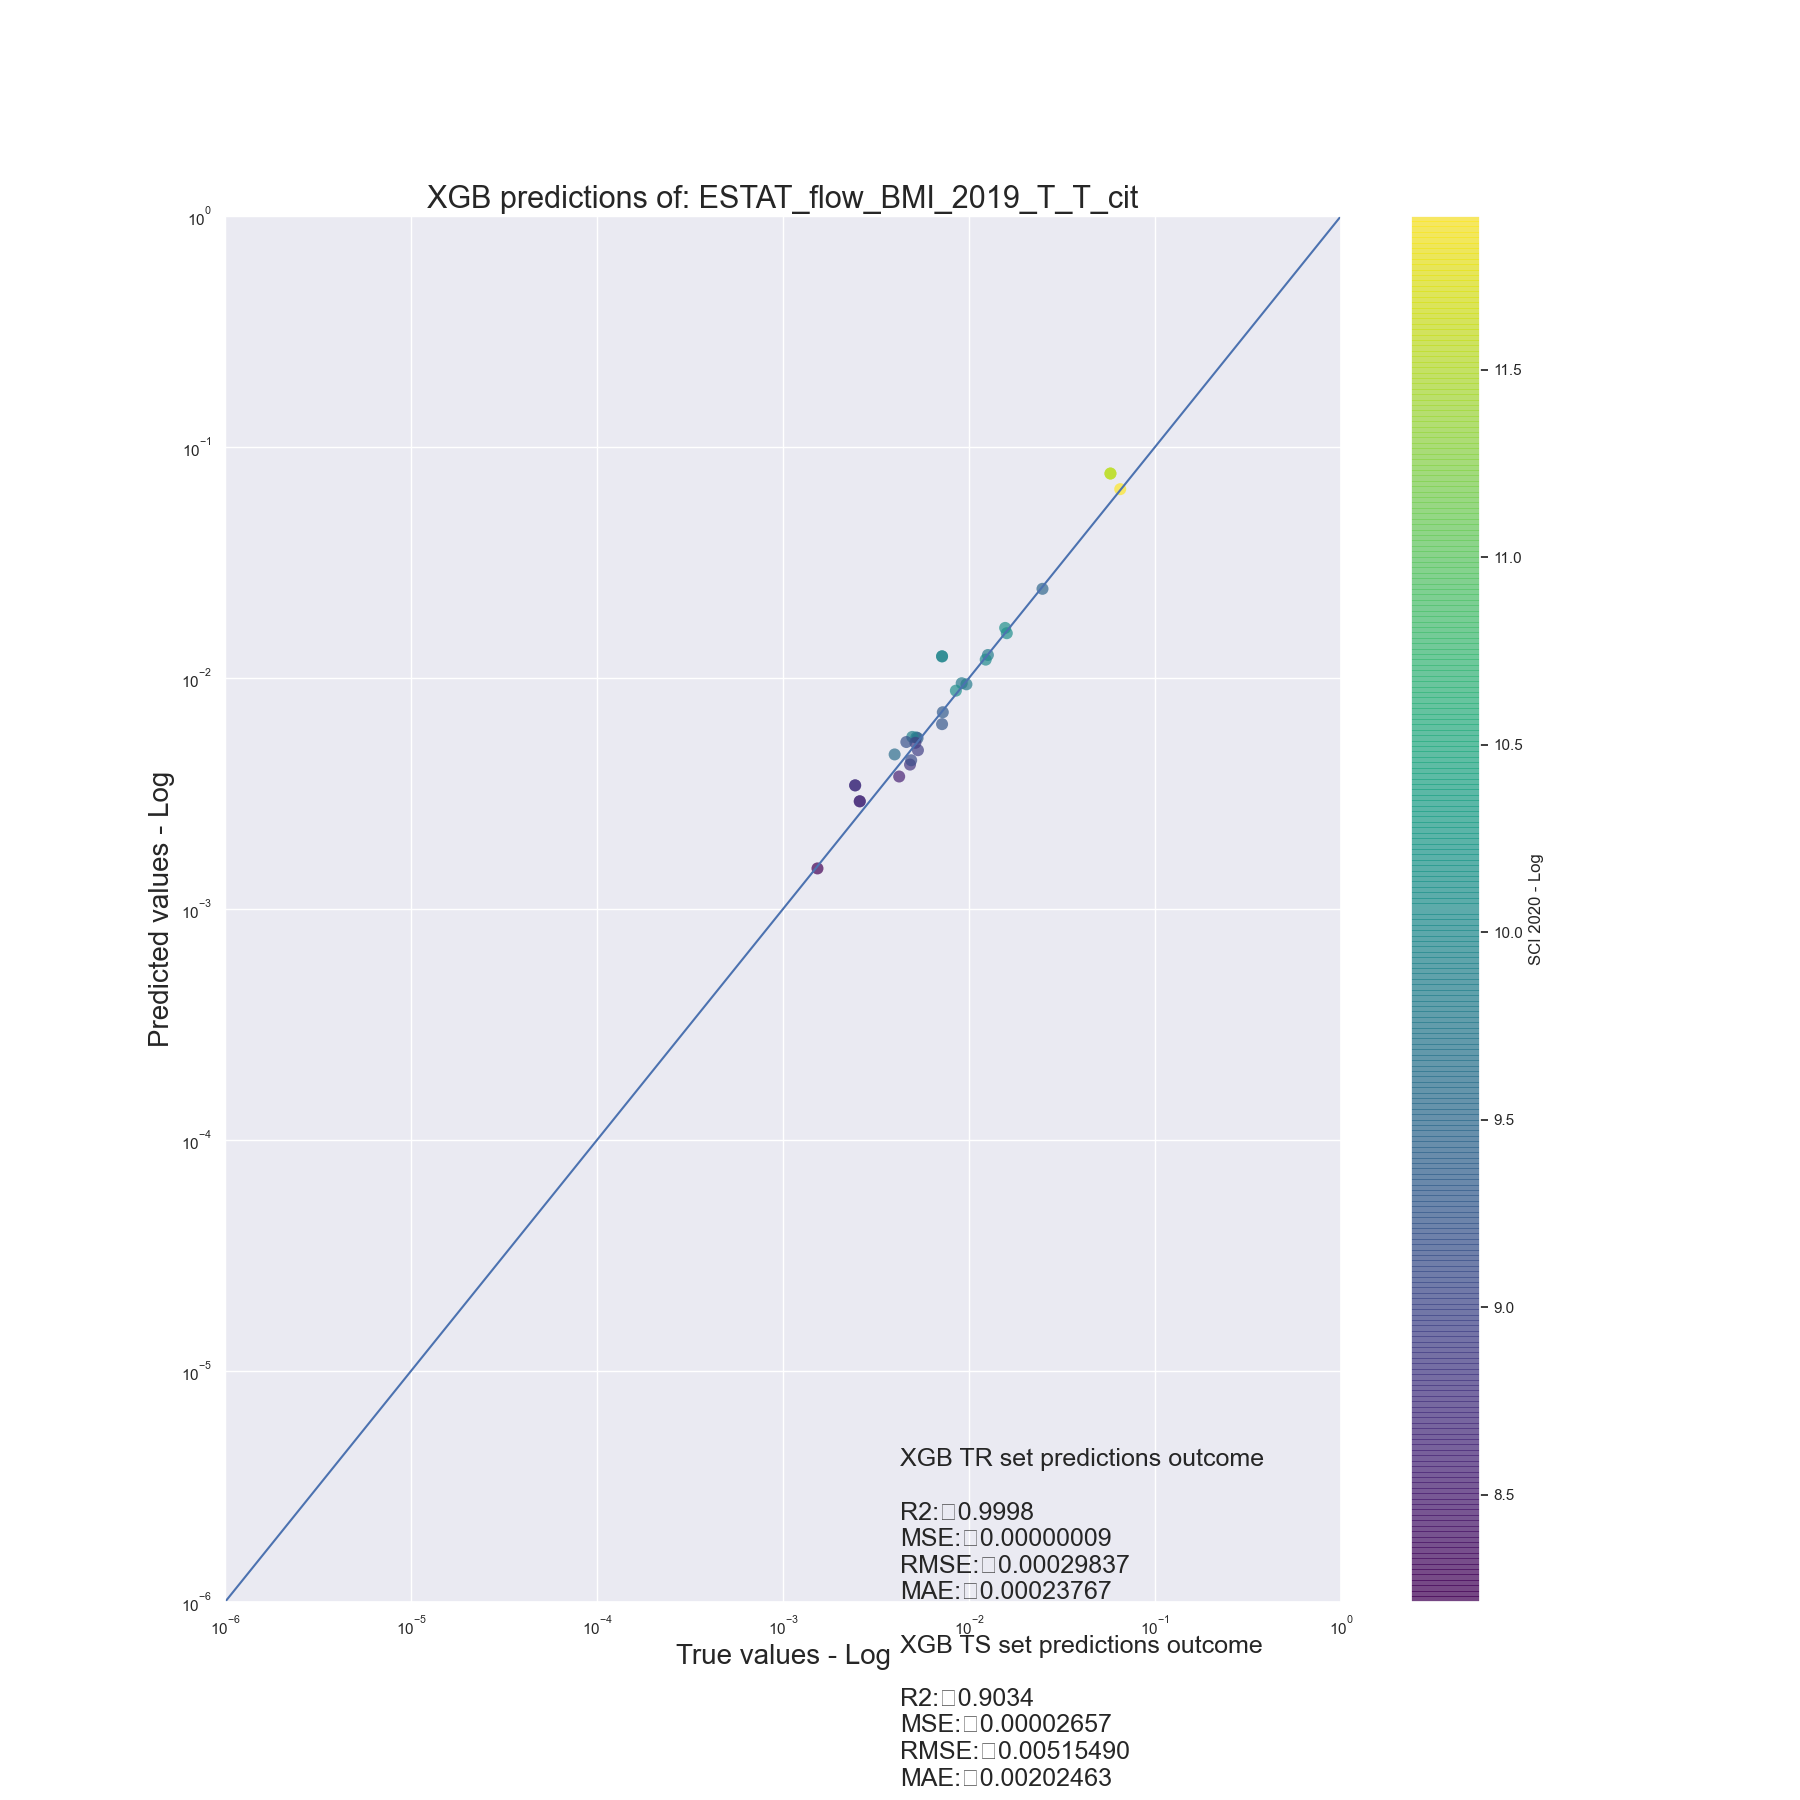 XGB predictions of: ESTAT_flow_BMI_2019_T_T_cit
10⁰
10⁻¹
10⁻²
10⁻³
10⁻⁴
10⁻⁵
10⁻⁶
Predicted values - Log
10⁻⁶
10⁻⁵
10⁻⁴
10⁻³
10⁻²
10⁻¹
10⁰
True values - Log
XGB TR set predictions outcome
R2:□0.9998
MSE:□0.00000009
RMSE:□0.00029837
MAE:□0.00023767
XGB TS set predictions outcome
R2:□0.9034
MSE:□0.00002657
RMSE:□0.00515490
MAE:□0.00202463
11.5
11.0
10.5
10.0
9.5
9.0
8.5
SCI 2020 - Log